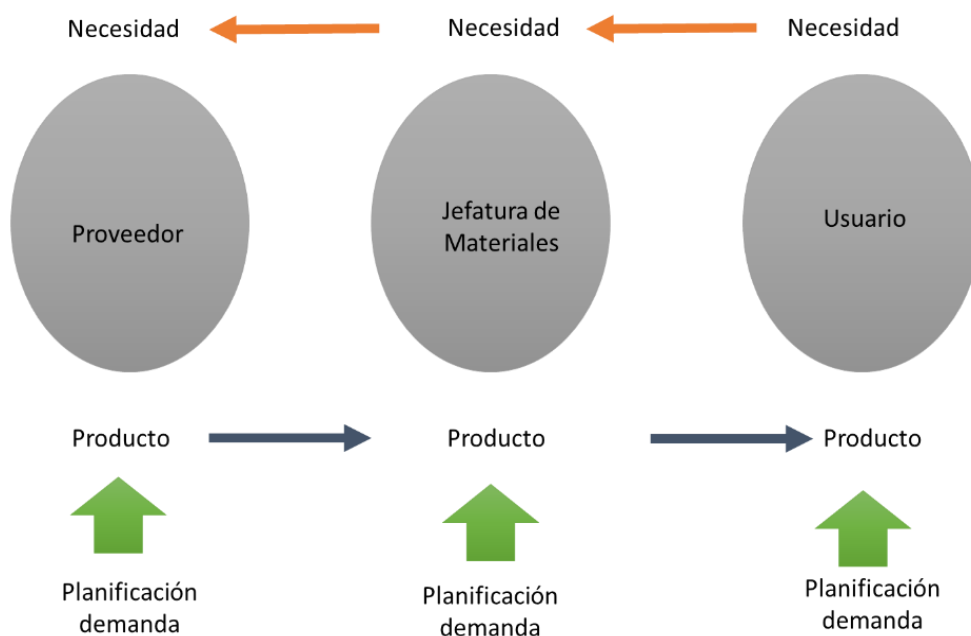 Necesidad
Necesidad
Necesidad
Proveedor
Jefatura de
Materiales
Usuario
Producto
Producto
Producto
Planificación
demanda
Planificación
demanda
Planificación
demanda